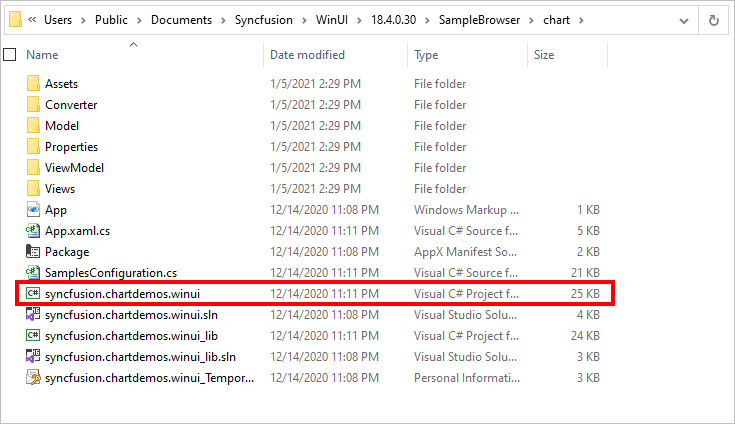 « Users > Public > Documents > Syncfusion > WinUI > 18.4.0.30 > SampleBrowser > chart >
Name Date modified Type Size
Assets 1/5/2021 2:29 PM File folder
Converter 1/5/2021 2:29 PM File folder
Model 1/5/2021 2:29 PM File folder
Properties 1/5/2021 2:29 PM File folder
ViewModel 1/5/2021 2:29 PM File folder
Views 1/5/2021 2:29 PM File folder
App 12/14/2020 11:08 PM Windows Markup ... 1 KB
App.xaml.cs 12/14/2020 11:11 PM Visual C# Source f... 5 KB
Package 12/14/2020 11:08 PM AppX Manifest So... 2 KB
SamplesConfiguration.cs 12/14/2020 11:11 PM Visual C# Source f... 21 KB
C# syncfusion.chartdemos.winui 12/14/2020 11:11 PM Visual C# Project f... 25 KB
syncfusion.chartdemos.winui.sln 12/14/2020 11:08 PM Visual Studio Solu... 4 KB
C# syncfusion.chartdemos.winui_lib 12/14/2020 11:11 PM Visual C# Project f... 24 KB
syncfusion.chartdemos.winui_lib.sln 12/14/2020 11:08 PM Visual Studio Solu... 3 KB
syncfusion.chartdemos.winui_Tempor... 12/14/2020 11:08 PM Personal Informati... 3 KB